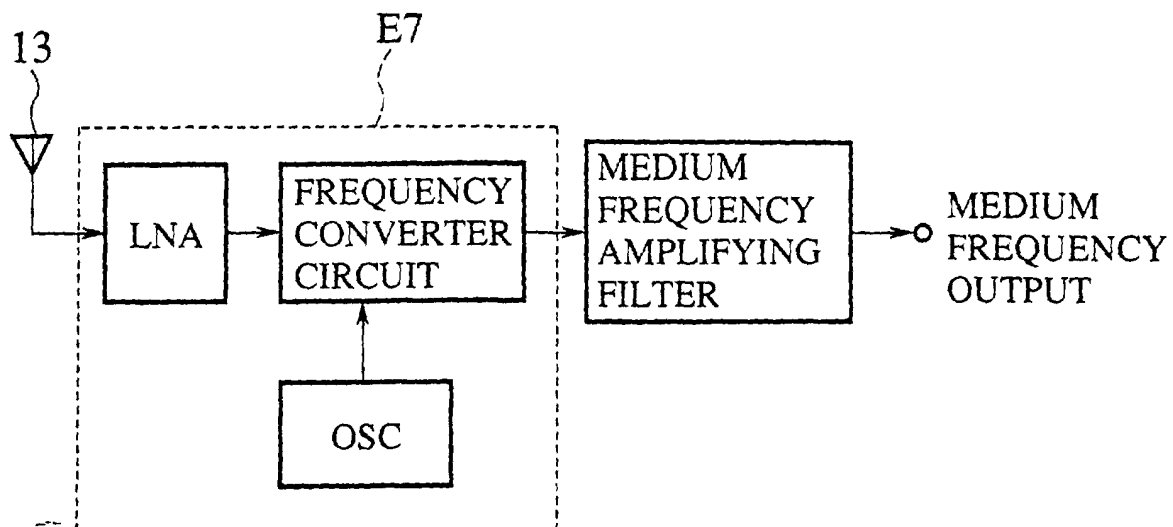 13
E7
LNA
FREQUENCY
CONVERTER
CIRCUIT
MEDIUM
FREQUENCY
AMPLIFYING
FILTER
MEDIUM
FREQUENCY
OUTPUT
OSC